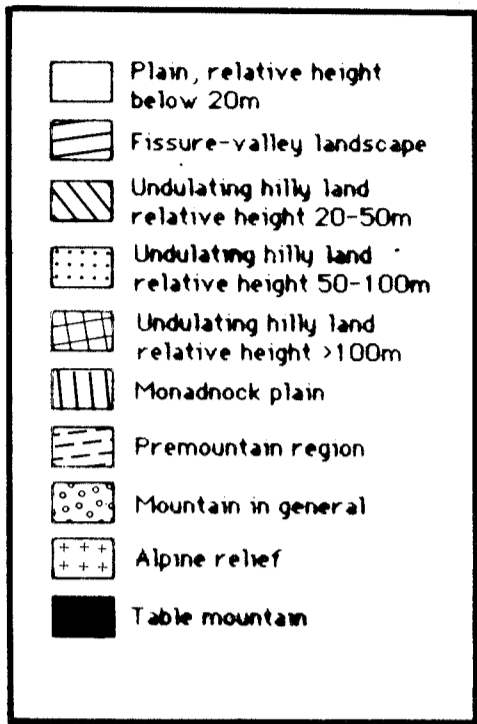 Plain, relative height
below 20m
Fissure-valley landscape
Undulating hilly land
relative height 20-50m
Undulating hilly land
relative height 50-100m
Undulating hilly land
relative height >100m
Monadnock plain
Premountain region
Mountain in general
Alpine relief
Table mountain